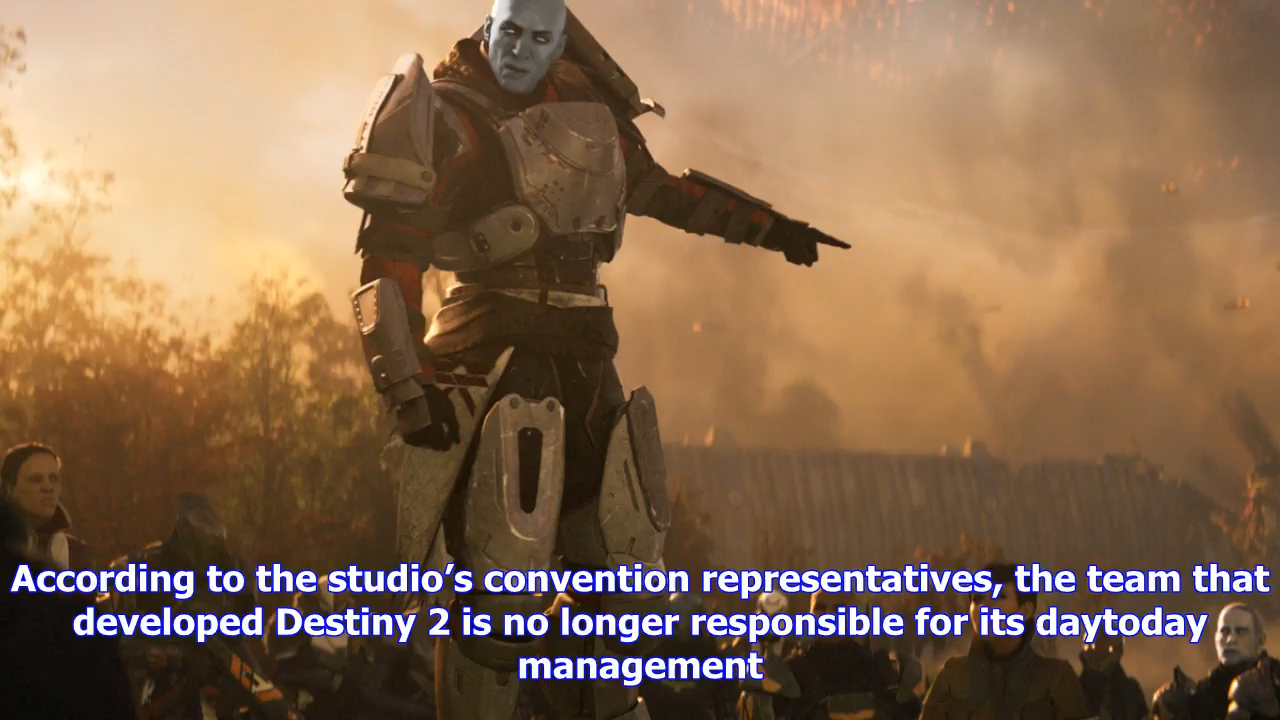 According to the studio’s convention representatives, the team that
developed Destiny 2 is no longer responsible for its daytoday
management